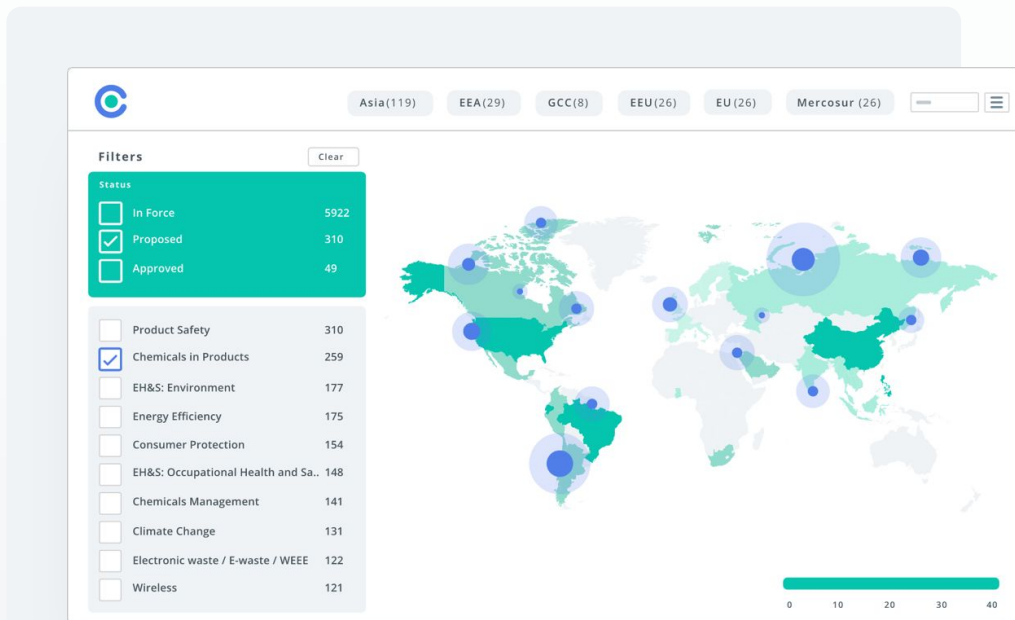 Asia(119) EEA(29) GCC(8) EEU(26) EU(26) Mercosur (26)
Filters Clear
Status
In Force 5922
Proposed 310
Approved 49
Product Safety 310
Chemicals in Products 259
EH&S: Environment 177
Energy Efficiency 175
Consumer Protection 154
EH&S: Occupational Health and Sa.. 148
Chemicals Management 141
Climate Change 131
Electronic waste / E-waste / WEEE 122
Wireless 121
0 10 20 30 40